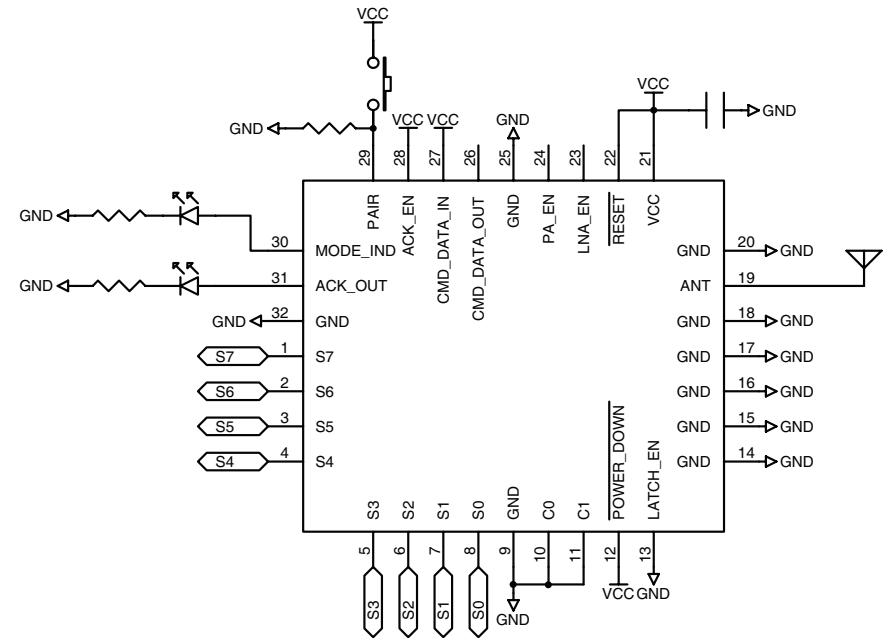 VCC
GND
VCC VCC
GND
VCC
GND
29 28 27 26 25 24 23 22 21
PAIR
ACK_EN
CMD_DATA_IN
CMD_DATA_OUT
GND
PA_EN
LNA_EN
RESET
VCC
GND
30 MODE_IND
GND
31 ACK_OUT
GND 32 GND
S7 1 S7
S6 2 S6
S5 3 S5
S4 4 S4
GND 20 GND
ANT 19
GND 18 GND
GND 17 GND
GND 16 GND
GND 15 GND
GND 14 GND
S3
S2
S1
S0
GND
C0
C1
POWER_DOWN
LATCH_EN
5 6 7 8 9 10 11 12 13
S3 S2 S1 S0
GND
VCC GND